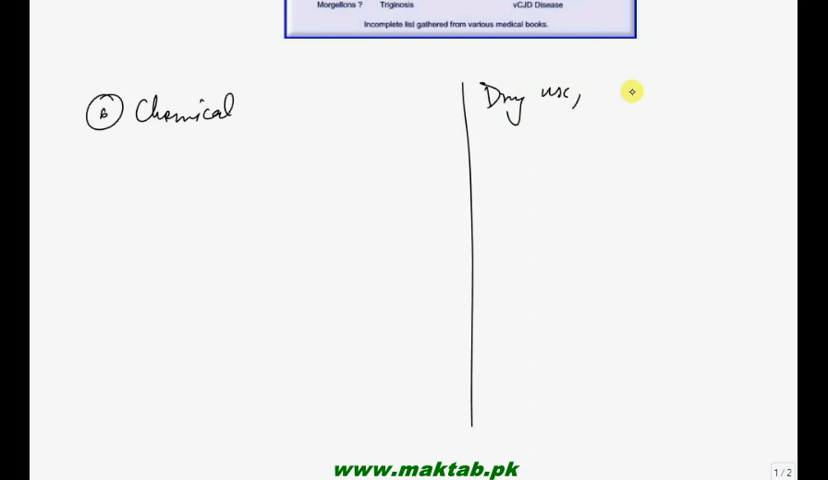 Morgellons ? Triginosis vCJD Disease
Incomplete list gathered from various medical books.
B Chemical
Drug use,
www.maktab.pk
1/2